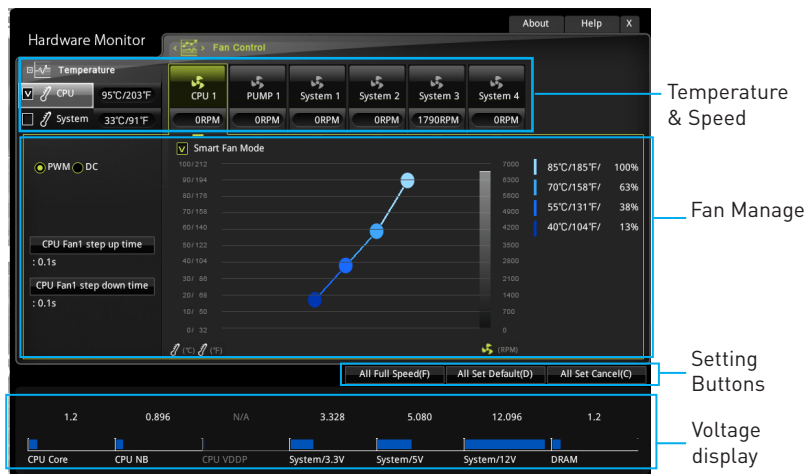 About Help X
Hardware Monitor
Fan Control
Temperature
CPU 95°C/203°F
System 33°C/91°F
CPU 1 PUMP 1 System 1 System 2 System 3 System 4
0RPM 0RPM 0RPM 0RPM 1790RPM 0RPM
Temperature
& Speed
Smart Fan Mode
PWM DC
CPU Fan1 step up time
: 0.1s
CPU Fan1 step down time
: 0.1s
100/212 7000
90/194 6300
80/176 5600
70/158 4900
60/140 4200
50/122 3500
40/104 2800
30/ 86 2100
20/ 68 1400
10/ 50 700
0/ 32 0
(°C) (°F) (RPM)
85°C/185°F/ 100%
70°C/158°F/ 63%
55°C/131°F/ 38%
40°C/104°F/ 13%
Fan Manage
All Full Speed(F) All Set Default(D) All Set Cancel(C)
Setting
Buttons
1.2 0.896 N/A 3.328 5.080 12.096 1.2
CPU Core CPU NB CPU VDDP System/3.3V System/5V System/12V DRAM
Voltage
display